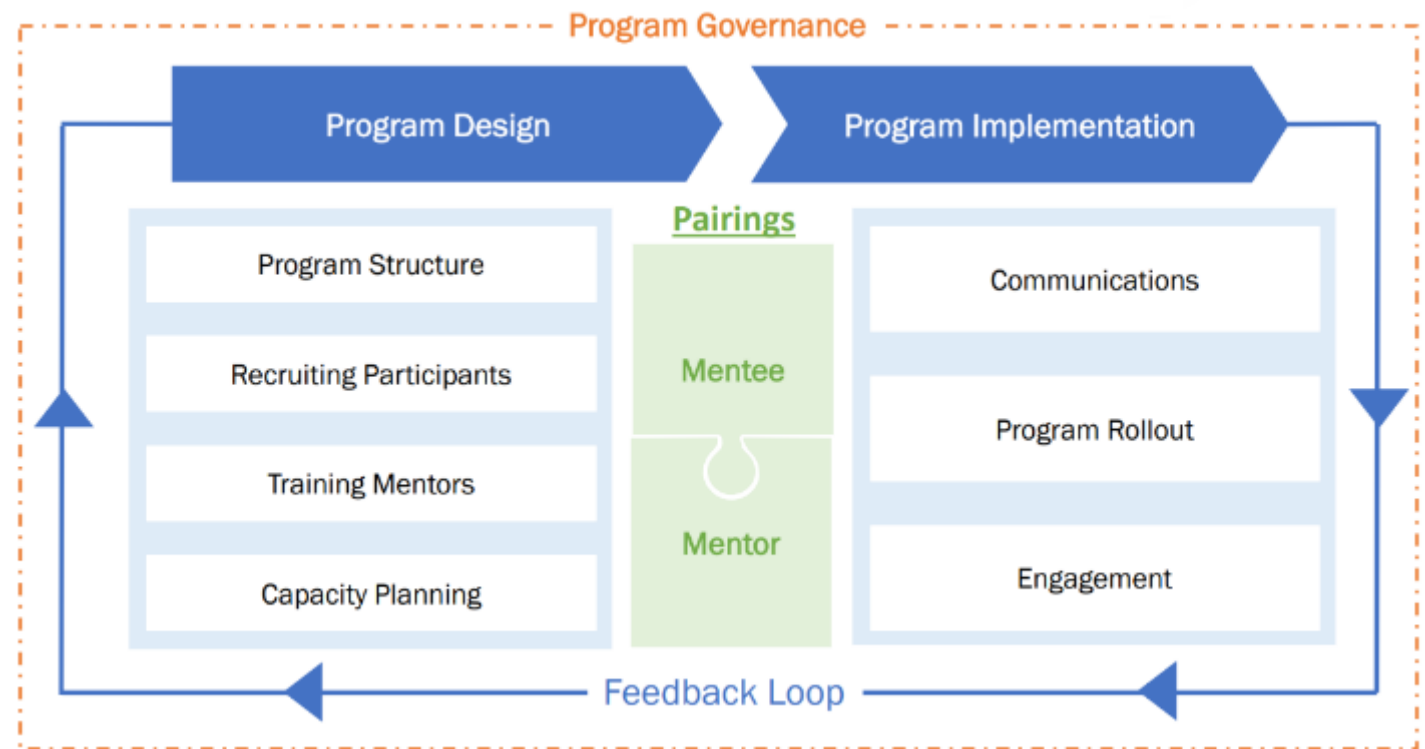 Program Governance
Program Design
Program Implementation
Program Structure
Recruiting Participants
Training Mentors
Capacity Planning
Pairings
Mentee
Mentor
Communications
Program Rollout
Engagement
Feedback Loop